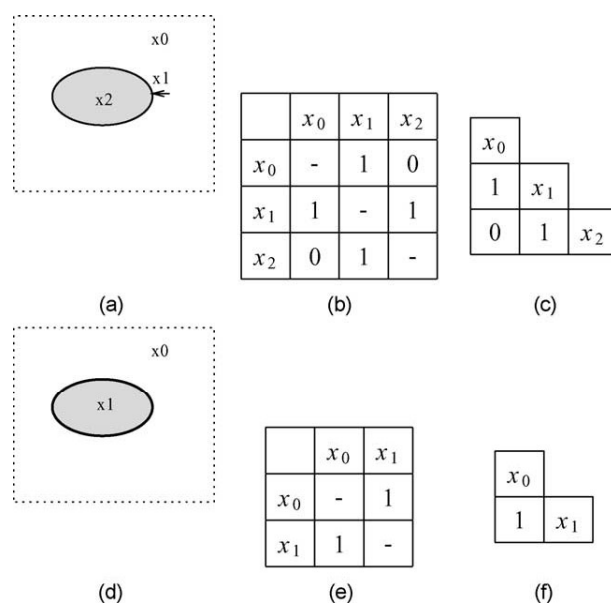 x0
x1
x2
(a)
x0 x1 x2
x0 - 1 0
x1 1 - 1
x2 0 1 -
(b)
x0
1 x1
0 1 x2
(c)
x0
x1
(d)
x0 x1
x0 - 1
x1 1 -
(e)
x0
1 x1
(f)